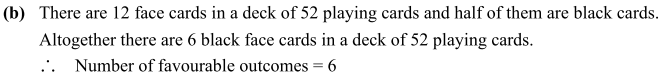 (b) There are 12 face cards in a deck of 52 playing cards and half of them are black cards.
Altogether there are 6 black face cards in a deck of 52 playing cards.
∴ Number of favourable outcomes = 6